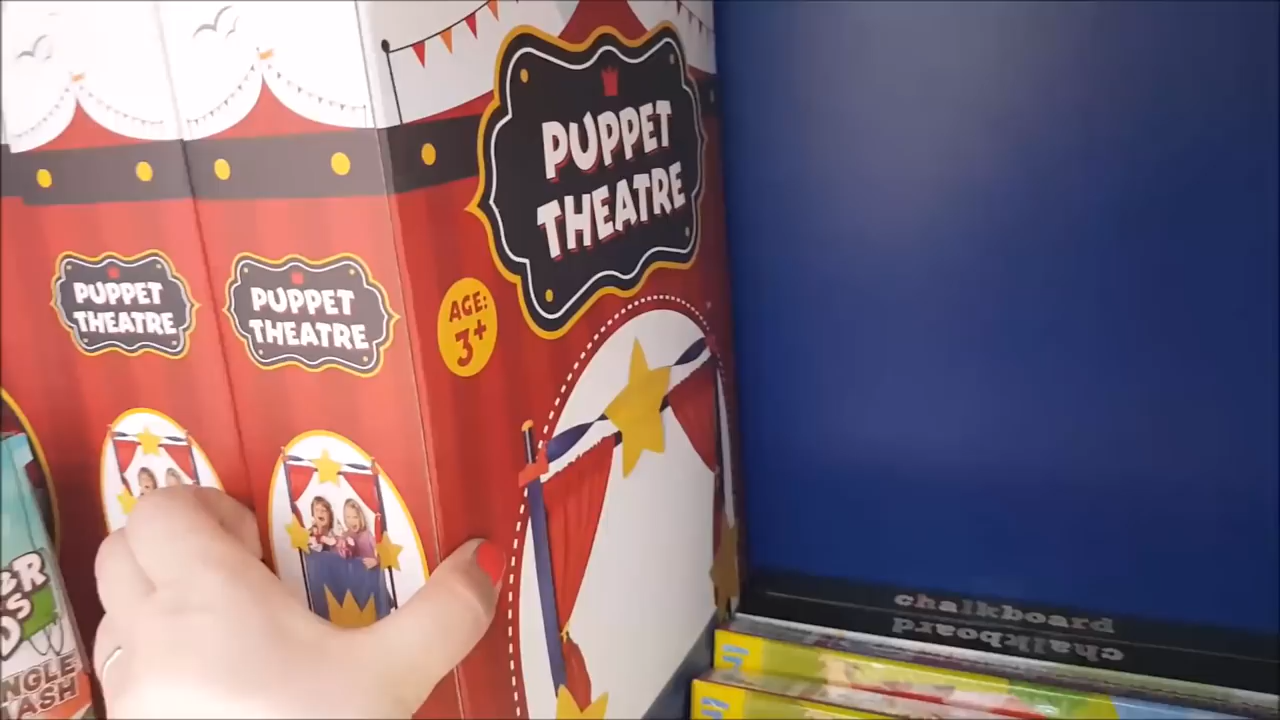 PUPPET
THEATRE
PUPPET
THEATRE
PUPPET
THEATRE
AGE:
3+
chalkboard
chalkboard